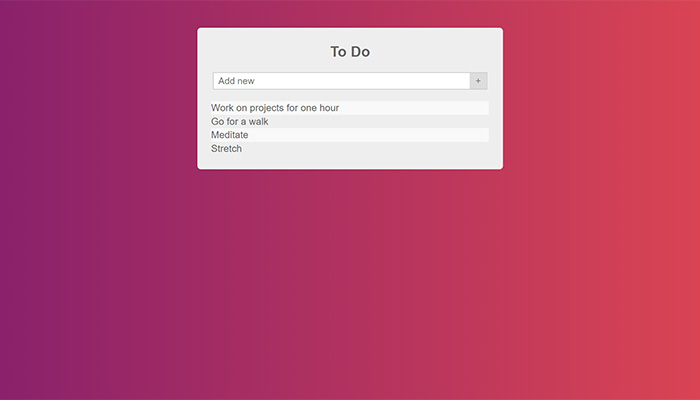 To Do
Add new +
Work on projects for one hour
Go for a walk
Meditate
Stretch